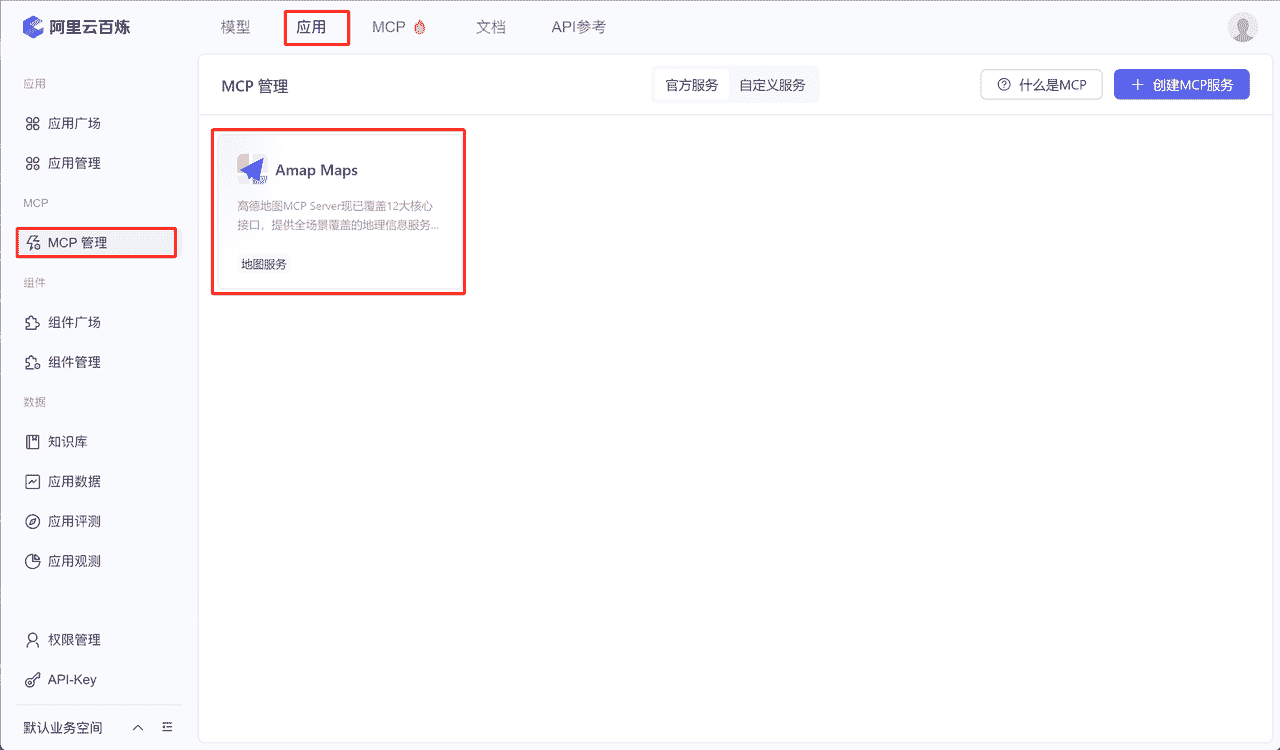 阿里云百炼
模型
应用
MCP
文档
API参考
应用
应用广场
应用管理
MCP
MCP 管理
组件
组件广场
组件管理
数据
知识库
应用数据
应用评测
应用观测
权限管理
API-Key
默认业务空间
MCP 管理
官方服务
自定义服务
什么是MCP
创建MCP服务
Amap Maps
高德地图MCP Server现已覆盖12大核心
接口，提供全场景覆盖的地理信息服务...
地图服务